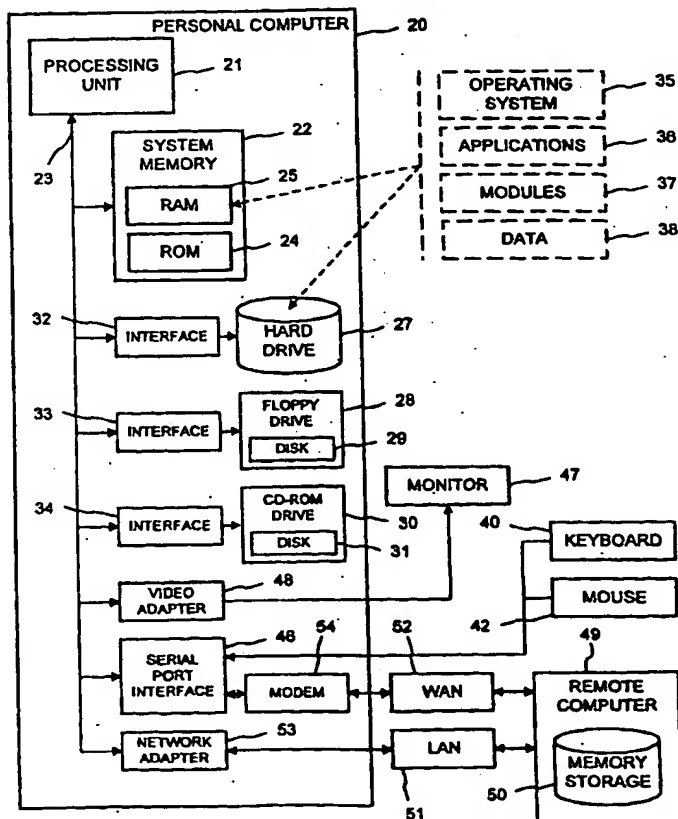 PERSONAL COMPUTER
20
PROCESSING
UNIT
21
23
22
SYSTEM
MEMORY
25
RAM
ROM
24
OPERATING
SYSTEM
35
APPLICATIONS
36
MODULES
37
DATA
38
32
INTERFACE
HARD
DRIVE
27
33
INTERFACE
FLOPPY
DRIVE
28
DISK
29
34
INTERFACE
CD-ROM
DRIVE
30
DISK
31
MONITOR
47
40
KEYBOARD
MOUSE
42
VIDEO
ADAPTER
48
46
SERIAL
PORT
INTERFACE
54
MODEM
52
WAN
49
REMOTE
COMPUTER
MEMORY
STORAGE
50
NETWORK
ADAPTER
53
LAN
51